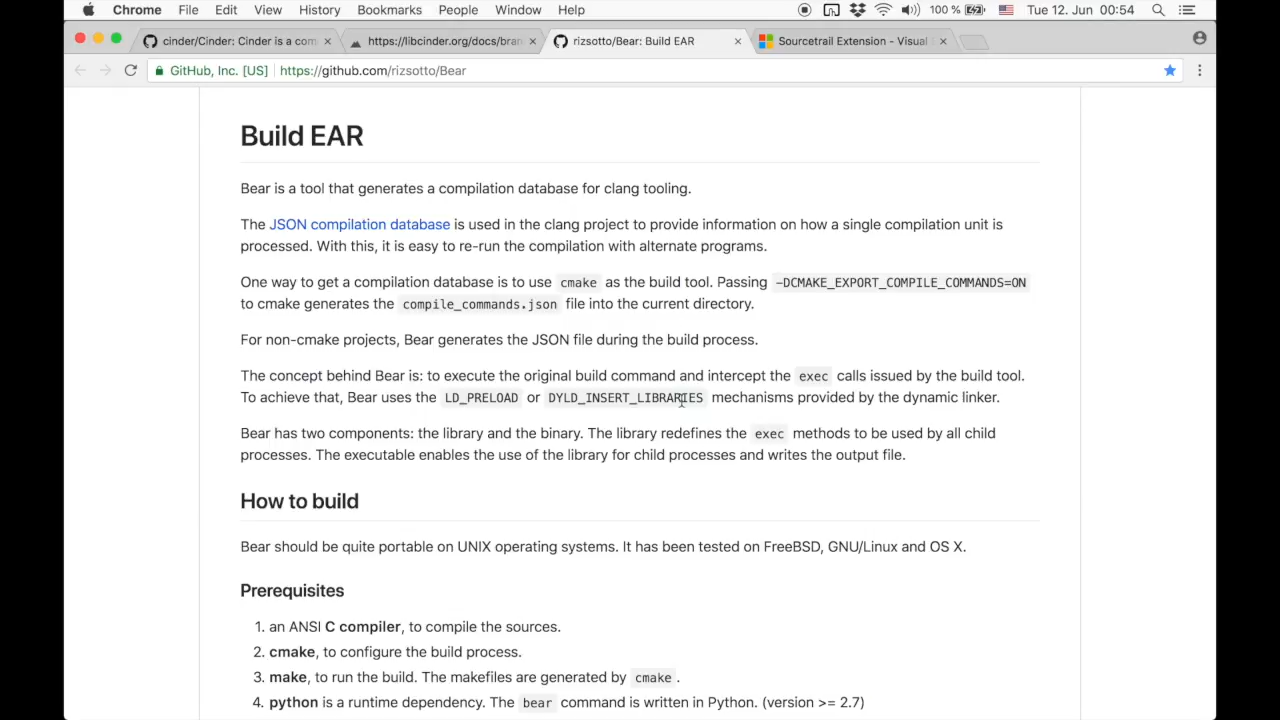 Chrome File Edit View History Bookmarks People Window Help 100 % Tue 12. Jun 00:54
cinder/Cinder: Cinder is a com × https://libcinder.org/docs/bran × rizsotto/Bear: Build EAR × Sourcetrail Extension - Visual ×
GitHub, Inc. [US] https://github.com/rizsotto/Bear
Build EAR
Bear is a tool that generates a compilation database for clang tooling.
The JSON compilation database is used in the clang project to provide information on how a single compilation unit is
processed. With this, it is easy to re-run the compilation with alternate programs.
One way to get a compilation database is to use cmake as the build tool. Passing -DCMAKE_EXPORT_COMPILE_COMMANDS=ON
to cmake generates the compile_commands.json file into the current directory.
For non-cmake projects, Bear generates the JSON file during the build process.
The concept behind Bear is: to execute the original build command and intercept the exec calls issued by the build tool.
To achieve that, Bear uses the LD_PRELOAD or DYLD_INSERT_LIBRARIES mechanisms provided by the dynamic linker.
Bear has two components: the library and the binary. The library redefines the exec methods to be used by all child
processes. The executable enables the use of the library for child processes and writes the output file.
How to build
Bear should be quite portable on UNIX operating systems. It has been tested on FreeBSD, GNU/Linux and OS X.
Prerequisites
1. an ANSI C compiler, to compile the sources.
2. cmake, to configure the build process.
3. make, to run the build. The makefiles are generated by cmake .
4. python is a runtime dependency. The bear command is written in Python. (version >= 2.7)